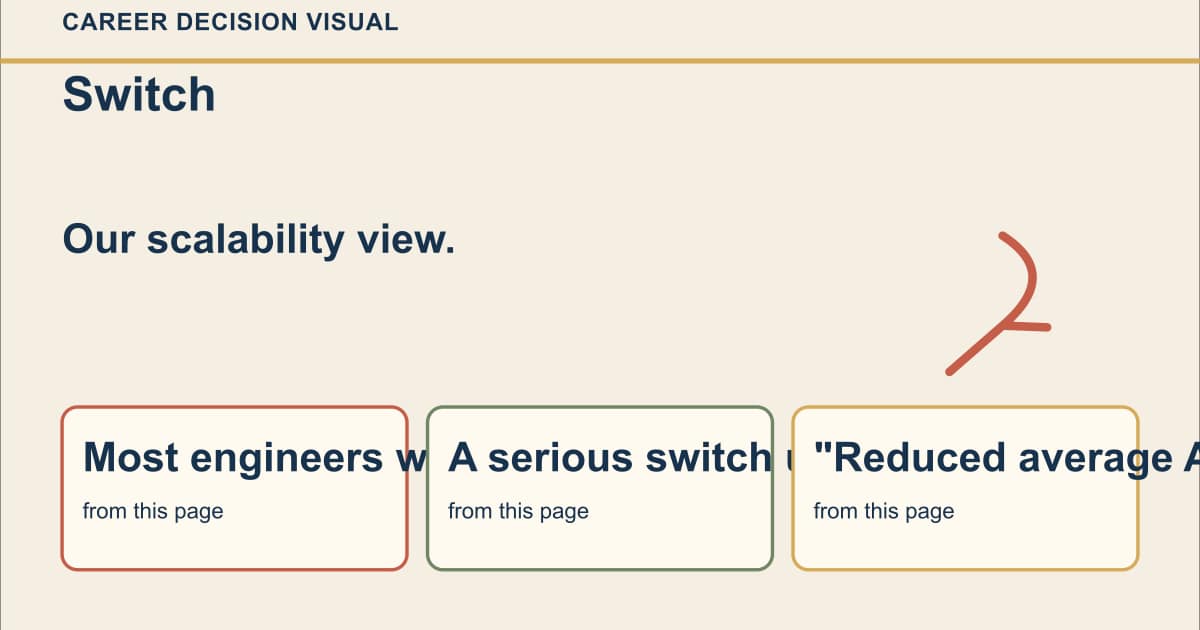 CAREER DECISION VISUAL
Switch
Our scalability view.
Most engineers w
from this page
A serious switch
from this page
"Reduced average A
from this page